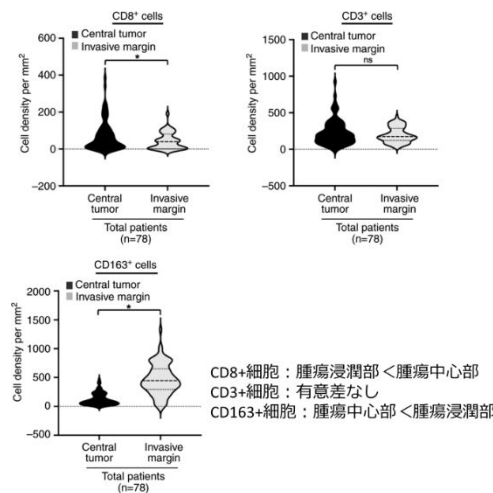 CD8⁺ cells
Central tumor
Invasive margin
*
600
400
200
0
−200
Cell density per mm²
Central tumor
Invasive margin
Total patients
(n=78)
CD3⁺ cells
Central tumor
Invasive margin
ns
1500
1000
500
0
−500
Cell density per mm²
Central tumor
Invasive margin
Total patients
(n=78)
CD163⁺ cells
Central tumor
Invasive margin
*
2000
1500
1000
500
0
−500
Cell density per mm²
Central tumor
Invasive margin
Total patients
(n=78)
CD8+細胞：腫瘍浸潤部＜腫瘍中心部
CD3+細胞：有意差なし
CD163+細胞：腫瘍中心部＜腫瘍浸潤部